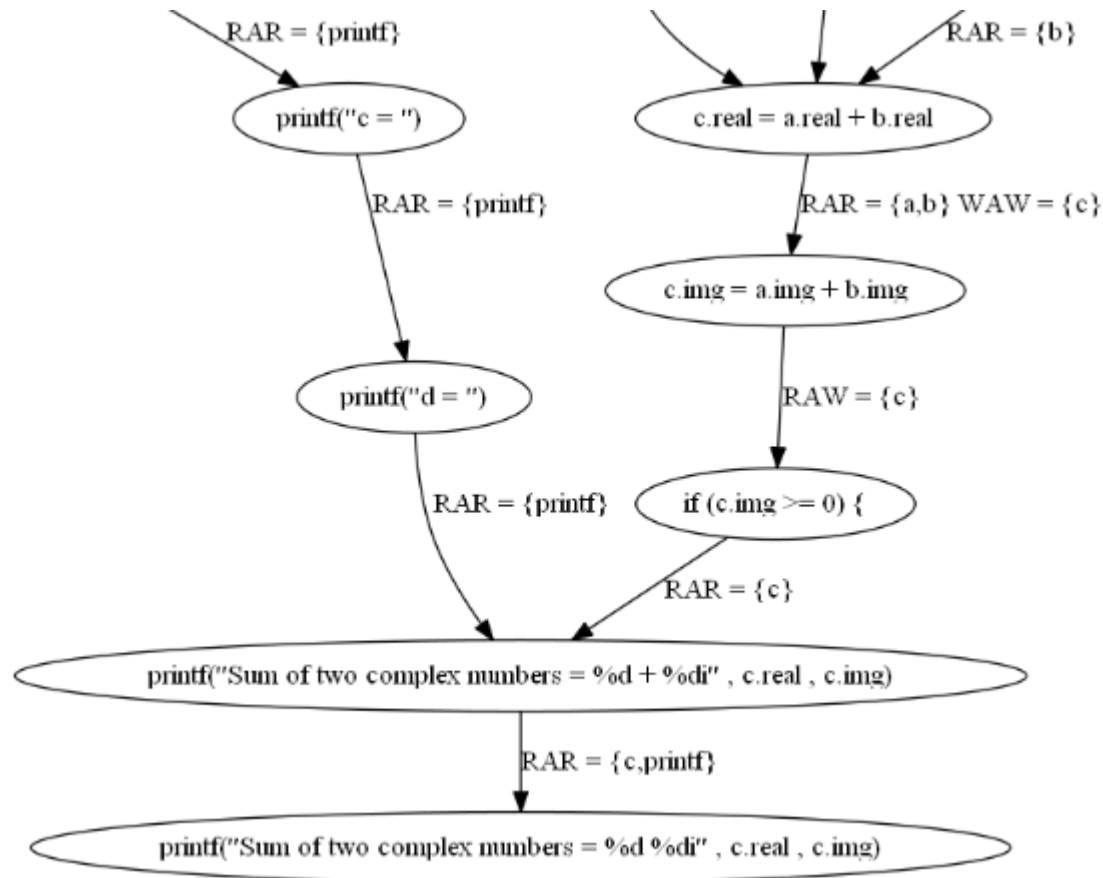 RAR = {printf}
RAR = {b}
printf("c = ")
c.real = a.real + b.real
RAR = {printf}
RAR = {a,b} WAW = {c}
c.img = a.img + b.img
printf("d = ")
RAW = {c}
RAR = {printf}
if (c.img >= 0) {
RAR = {c}
printf("Sum of two complex numbers = %d + %di" , c.real , c.img)
RAR = {c,printf}
printf("Sum of two complex numbers = %d %di" , c.real , c.img)